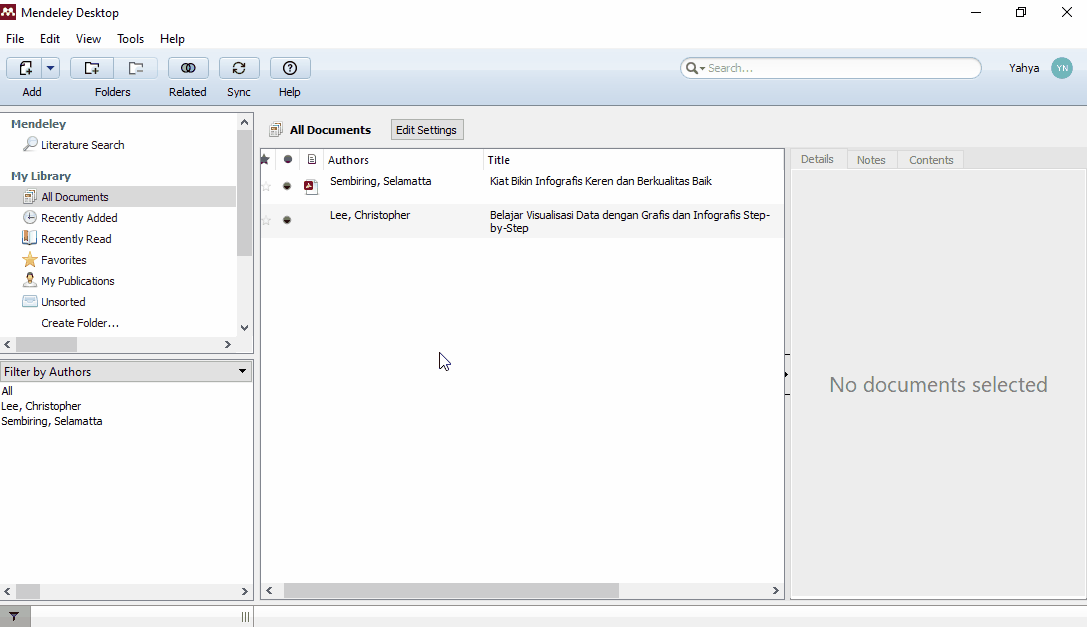 Mendeley Desktop
File Edit View Tools Help
Add Folders Related Sync Help
Search...
Yahya YN
Mendeley
Literature Search
My Library
All Documents
Recently Added
Recently Read
Favorites
My Publications
Unsorted
Create Folder...
Filter by Authors
All
Lee, Christopher
Sembiring, Selamatta
All Documents Edit Settings
Authors Title
Sembiring, Selamatta Kiat Bikin Infografis Keren dan Berkualitas Baik
Lee, Christopher Belajar Visualisasi Data dengan Grafis dan Infografis Step-
by-Step
Details Notes Contents
No documents selected